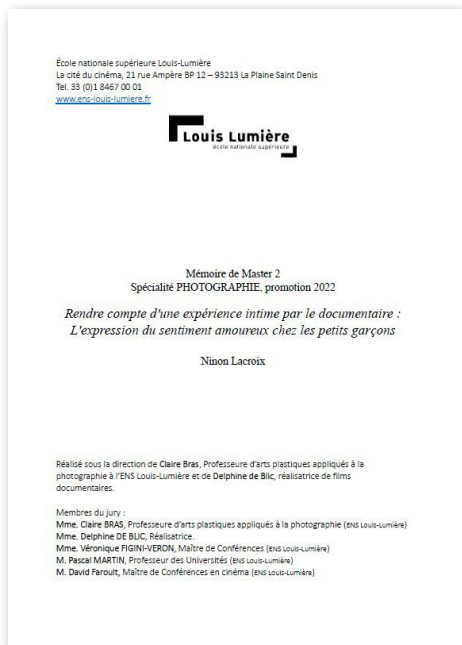 École nationale supérieure Louis-Lumière
La cité du cinéma, 21 rue Ampère BP 12 – 93213 La Plaine Saint Denis
Tel. 33 (0)1 8467 00 01
www.ens-louis-lumiere.fr
Louis Lumière
école nationale supérieure
Mémoire de Master 2
Spécialité PHOTOGRAPHIE, promotion 2022
Rendre compte d'une expérience intime par le documentaire :
L'expression du sentiment amoureux chez les petits garçons
Ninon Lacroix
Réalisé sous la direction de Claire Bras, Professeure d'arts plastiques appliqués à la
photographie à l'ENS Louis-Lumière et de Delphine de Blic, réalisatrice de films
documentaires.
Membres du jury :
Mme. Claire BRAS, Professeure d'arts plastiques appliqués à la photographie (ENS Louis-Lumière)
Mme. Delphine DE BLIC, Réalisatrice.
Mme. Véronique FIGINI-VERON, Maître de Conférences (ENS Louis-Lumière)
M. Pascal MARTIN, Professeur des Universités (ENS Louis-Lumière)
M. David Faroult, Maître de Conférences en cinéma (ENS Louis-Lumière)